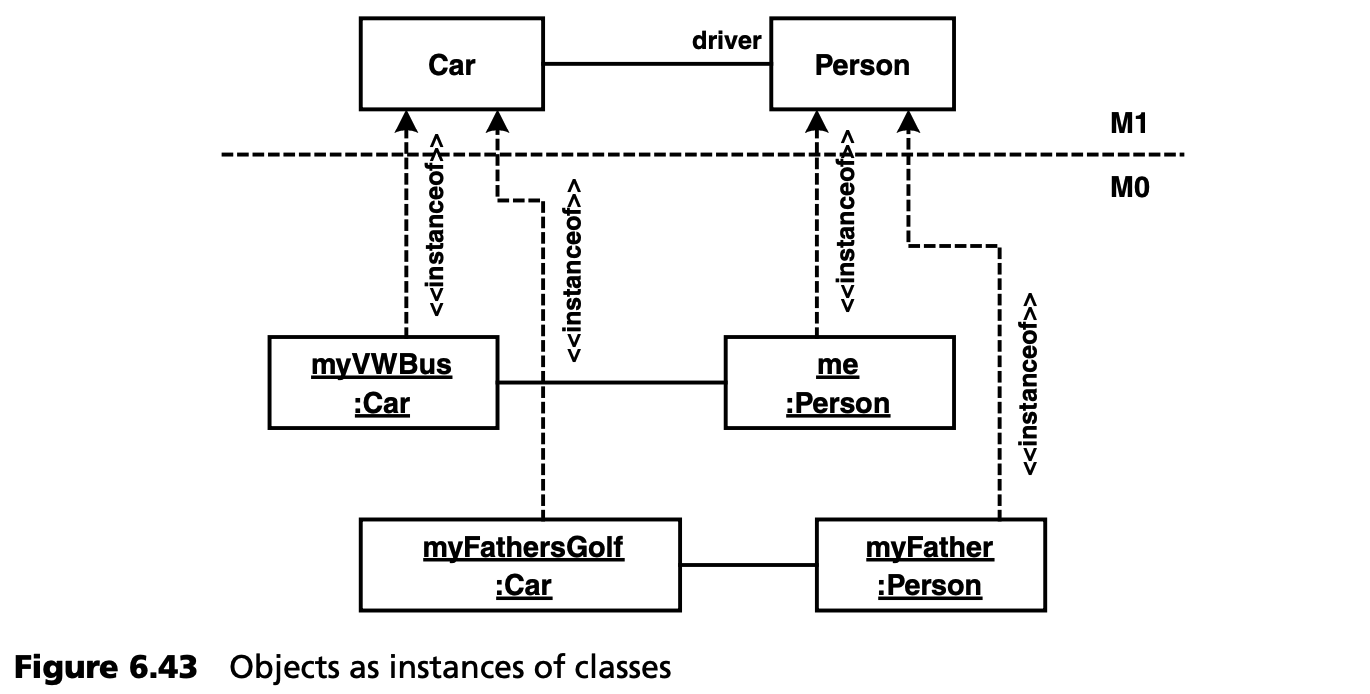 driver
Car
Person
M1
M0
<<instanceof>>
<<instanceof>>
<<instanceof>>
<<instanceof>>
myVWBus
:Car
me
:Person
myFathersGolf
:Car
myFather
:Person
Figure 6.43 Objects as instances of classes